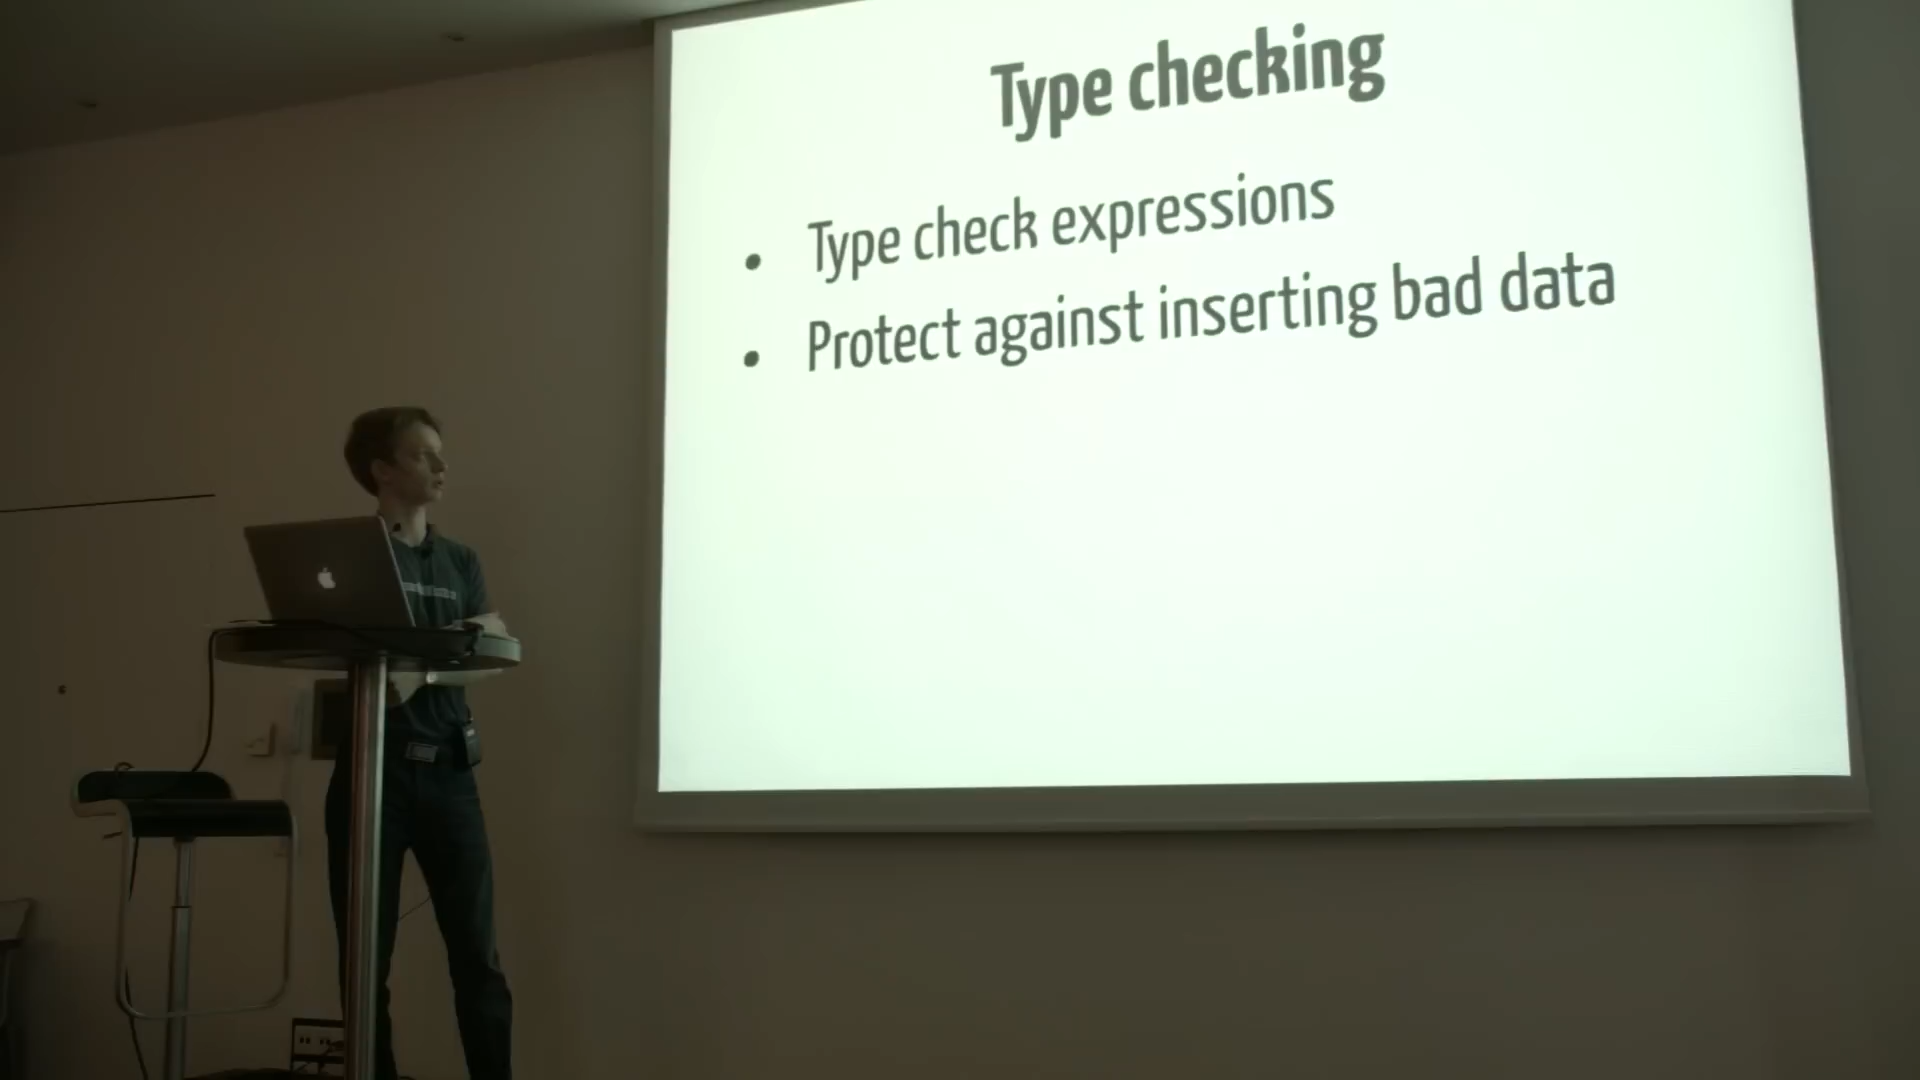 Type checking
• Type check expressions
• Protect against inserting bad data